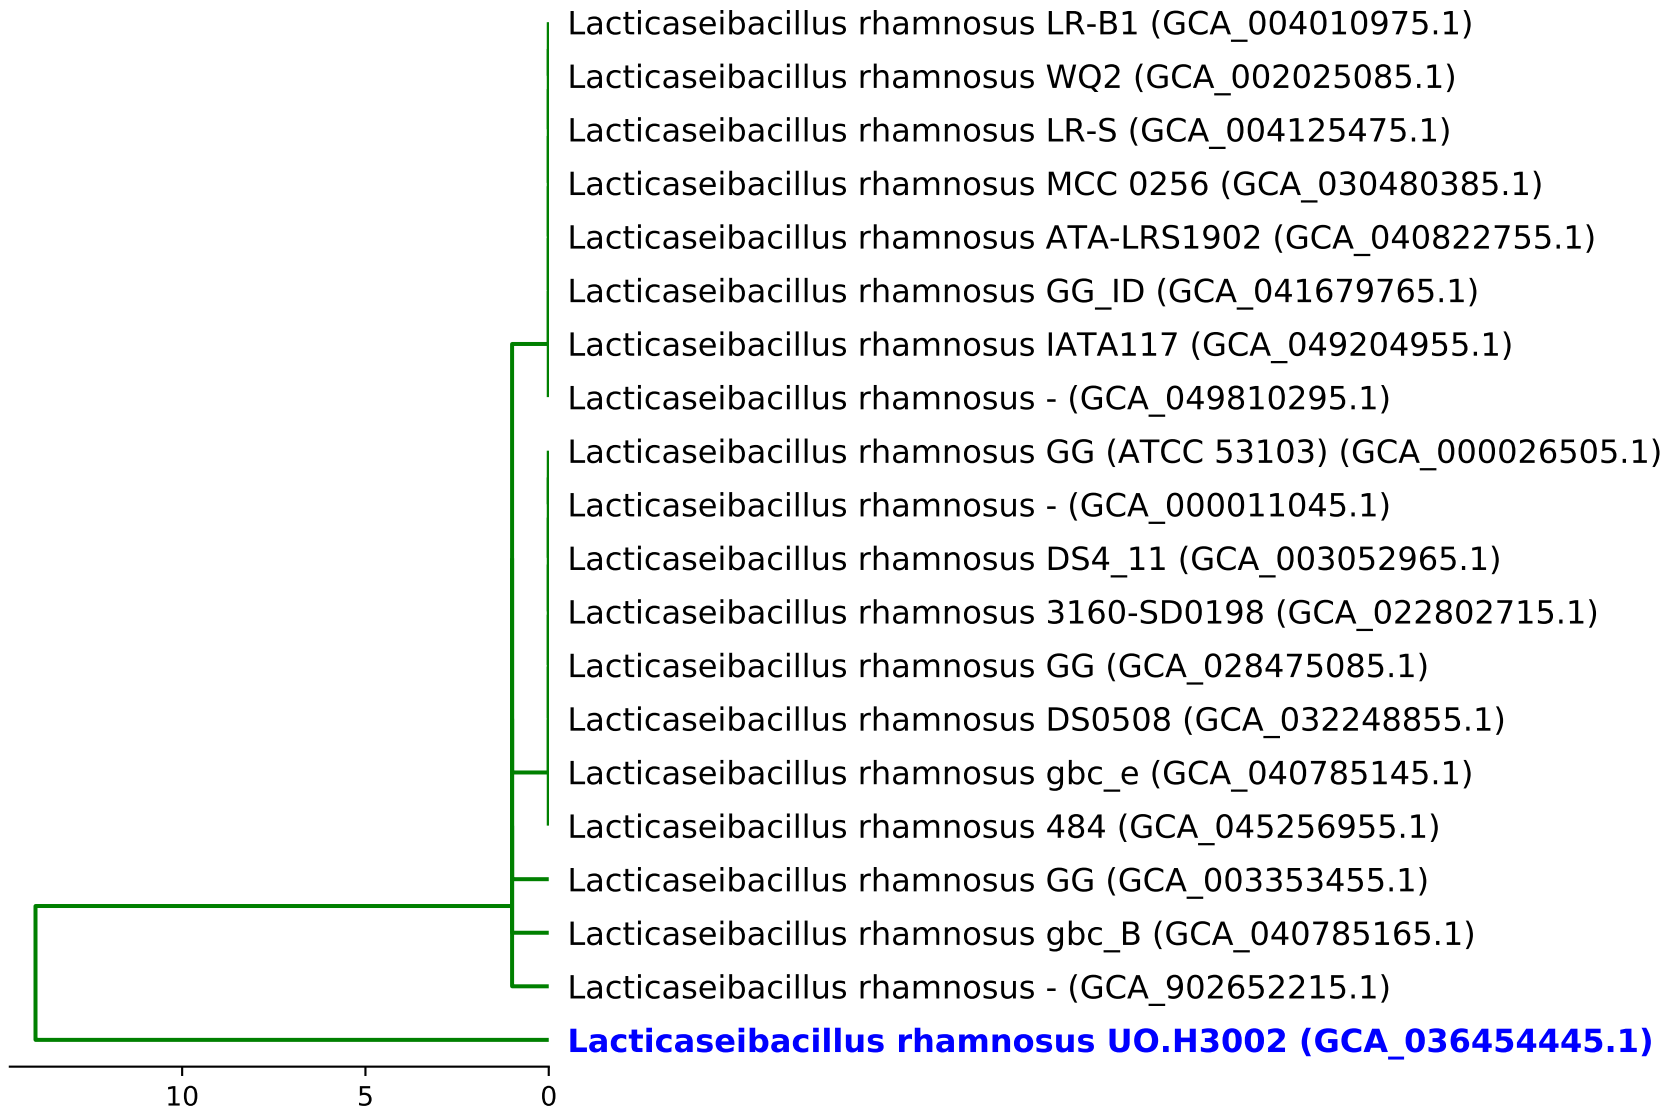 Lacticaseibacillus rhamnosus LR-B1 (GCA_004010975.1)
Lacticaseibacillus rhamnosus WQ2 (GCA_002025085.1)
Lacticaseibacillus rhamnosus LR-S (GCA_004125475.1)
Lacticaseibacillus rhamnosus MCC 0256 (GCA_030480385.1)
Lacticaseibacillus rhamnosus ATA-LRS1902 (GCA_040822755.1)
Lacticaseibacillus rhamnosus GG_ID (GCA_041679765.1)
Lacticaseibacillus rhamnosus IATA117 (GCA_049204955.1)
Lacticaseibacillus rhamnosus - (GCA_049810295.1)
Lacticaseibacillus rhamnosus GG (ATCC 53103) (GCA_000026505.1)
Lacticaseibacillus rhamnosus - (GCA_000011045.1)
Lacticaseibacillus rhamnosus DS4_11 (GCA_003052965.1)
Lacticaseibacillus rhamnosus 3160-SD0198 (GCA_022802715.1)
Lacticaseibacillus rhamnosus GG (GCA_028475085.1)
Lacticaseibacillus rhamnosus DS0508 (GCA_032248855.1)
Lacticaseibacillus rhamnosus gbc_e (GCA_040785145.1)
Lacticaseibacillus rhamnosus 484 (GCA_045256955.1)
Lacticaseibacillus rhamnosus GG (GCA_003353455.1)
Lacticaseibacillus rhamnosus gbc_B (GCA_040785165.1)
Lacticaseibacillus rhamnosus - (GCA_902652215.1)
Lacticaseibacillus rhamnosus UO.H3002 (GCA_036454445.1)
10 5 0